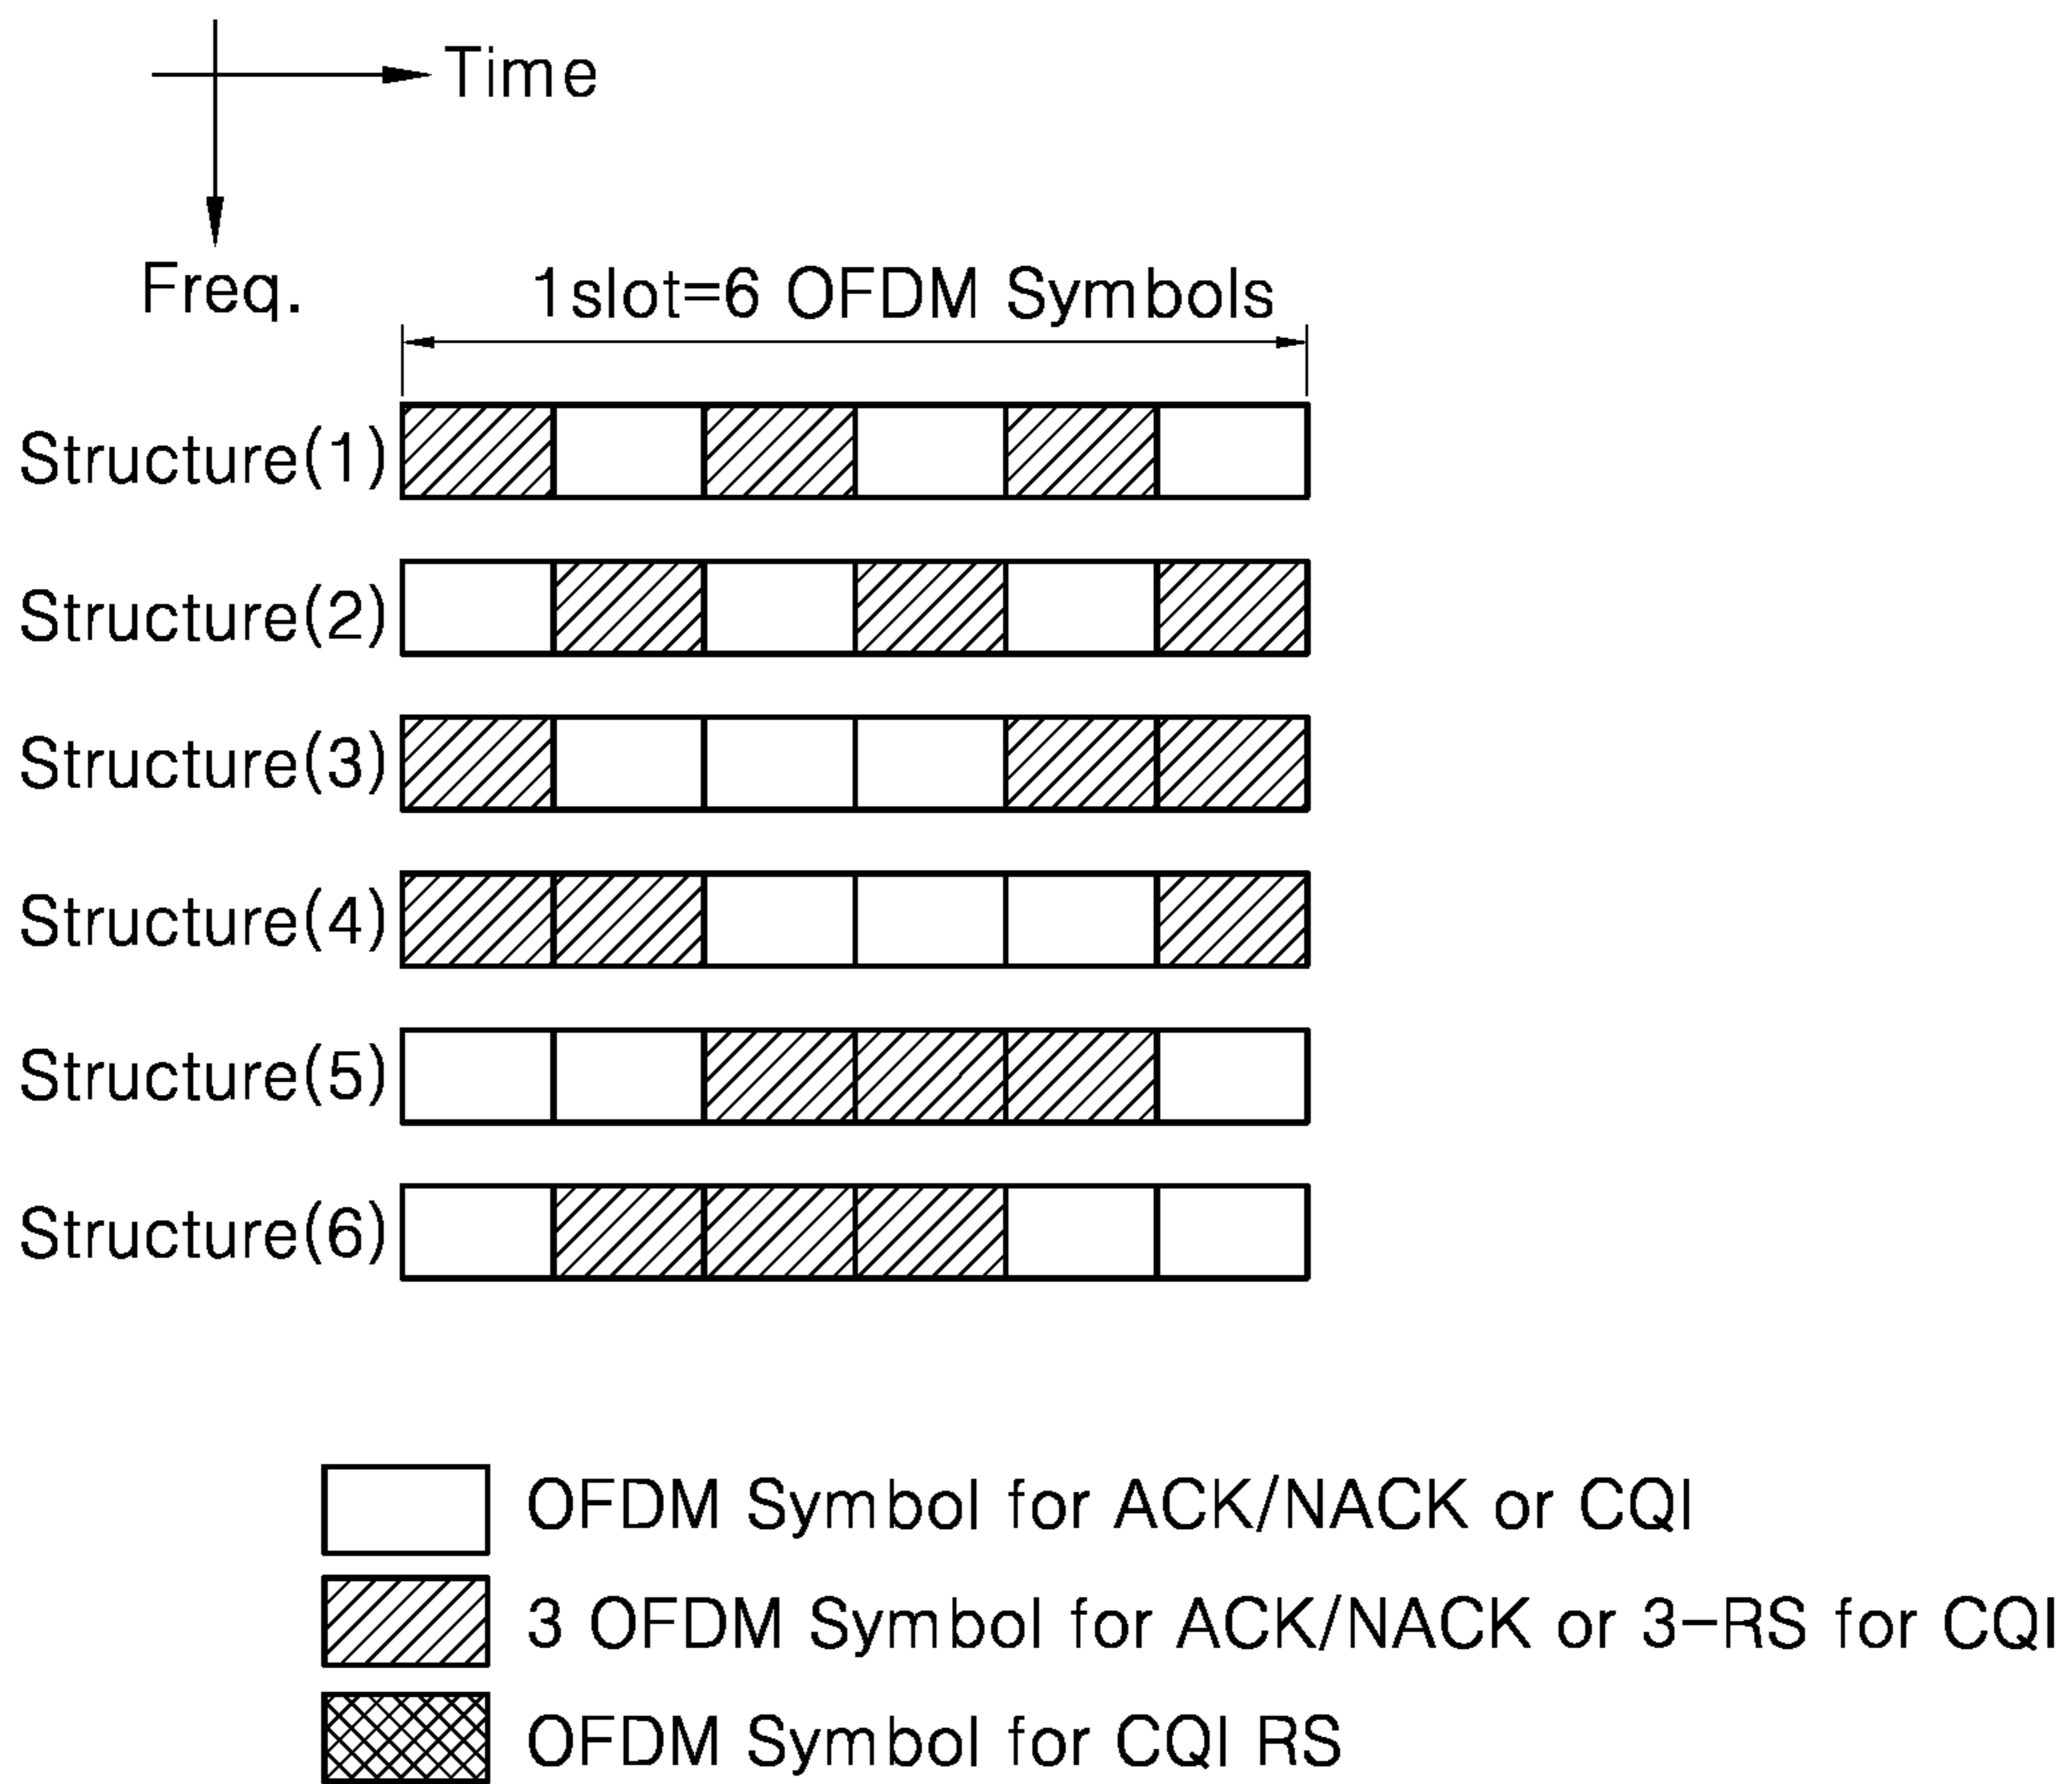 Time
Freq.
1slot=6 OFDM Symbols
Structure(1)
Structure(2)
Structure(3)
Structure(4)
Structure(5)
Structure(6)
OFDM Symbol for ACK/NACK or CQI
3 OFDM Symbol for ACK/NACK or 3-RS for CQI
OFDM Symbol for CQI RS